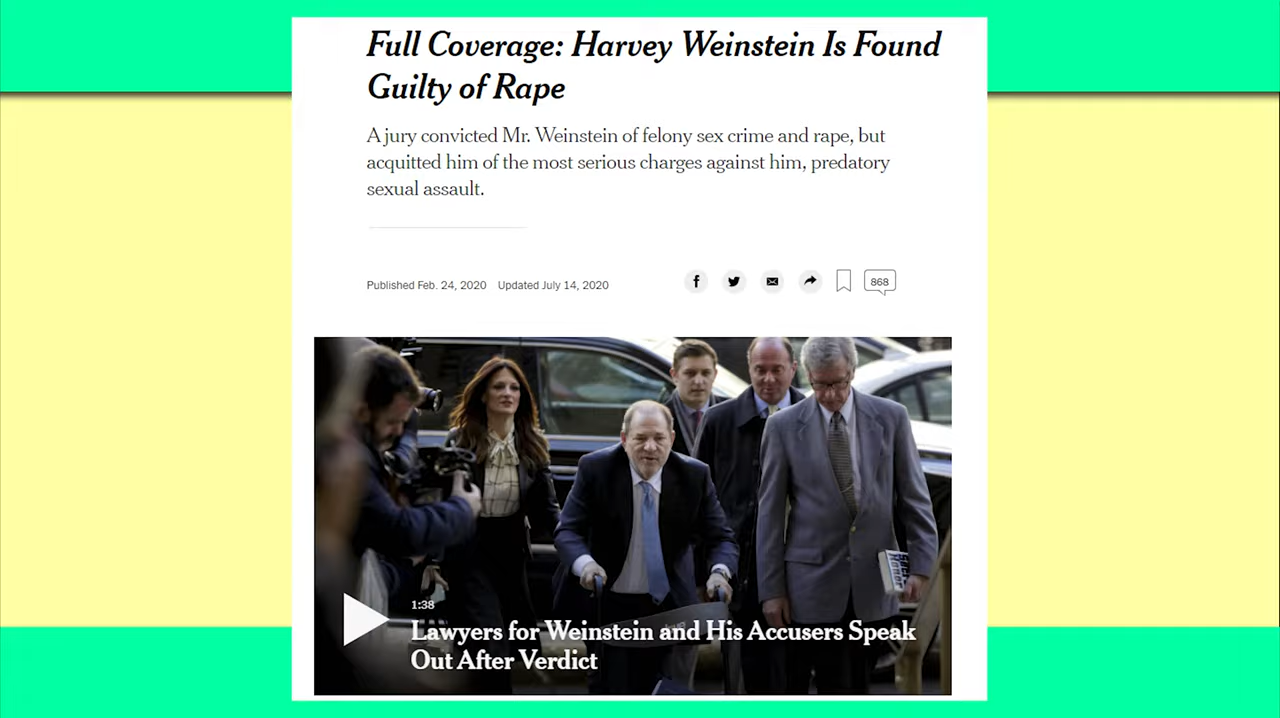 Full Coverage: Harvey Weinstein Is Found
Guilty of Rape
A jury convicted Mr. Weinstein of felony sex crime and rape, but
acquitted him of the most serious charges against him, predatory
sexual assault.
Published Feb. 24, 2020 Updated July 14, 2020
868
1:38
Lawyers for Weinstein and His Accusers Speak
Out After Verdict